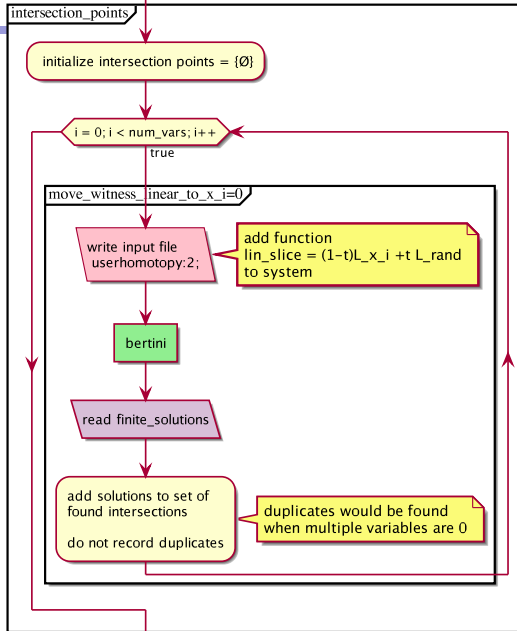 intersection_points
initialize intersection points = {Ø}
i = 0; i < num_vars; i++
true
move_witness_linear_to_x_i=0
write input file
userhomotopy:2;
add function
lin_slice = (1-t)L_x_i +t L_rand
to system
bertini
read finite_solutions
add solutions to set of
found intersections
do not record duplicates
duplicates would be found
when multiple variables are 0